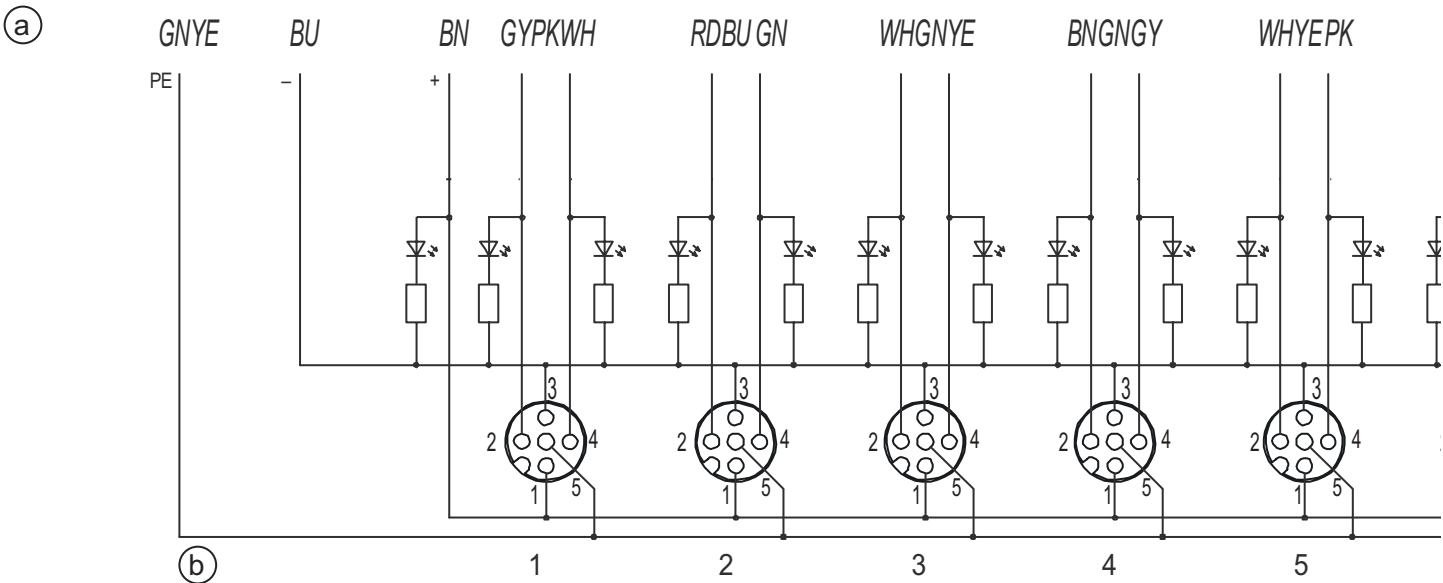 a
GNYE BU BN GYPKWH RDBU GN WHGNYE BNGNGY WHYEPK
PE – +
3 3 3 3 3
2 4 2 4 2 4 2 4 2 4
1 5 1 5 1 5 1 5 1 5
b 1 2 3 4 5